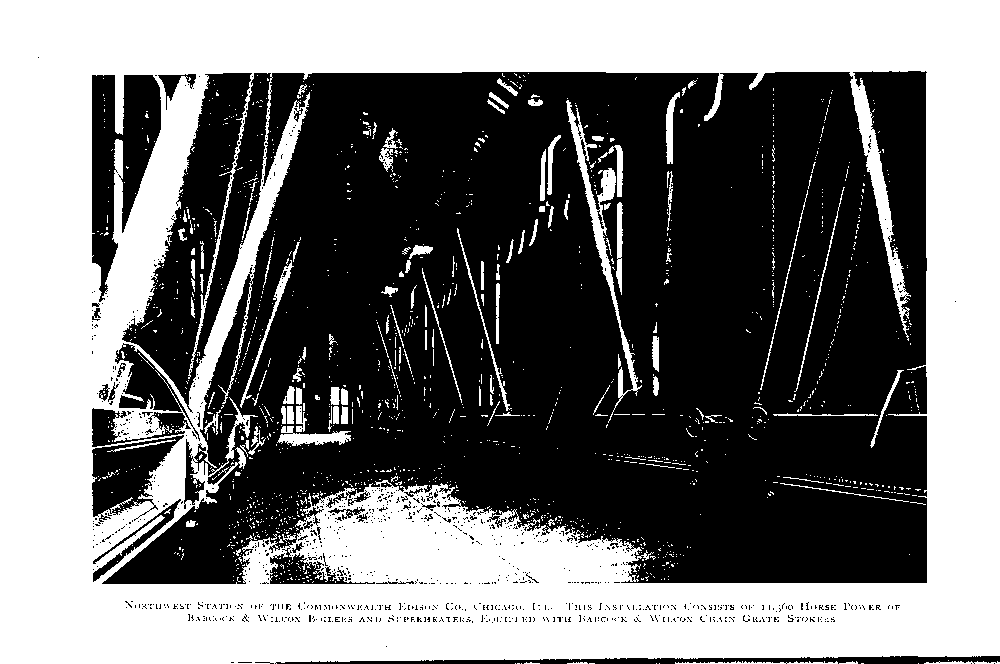 Northwest Station of the Commonwealth Edison Co., Chicago, Ill. This Installation Consists of 11,360 Horse Power of
Babcock & Wilcox Boilers and Superheaters, Equipped with Babcock & Wilcox Chain Grate Stokers